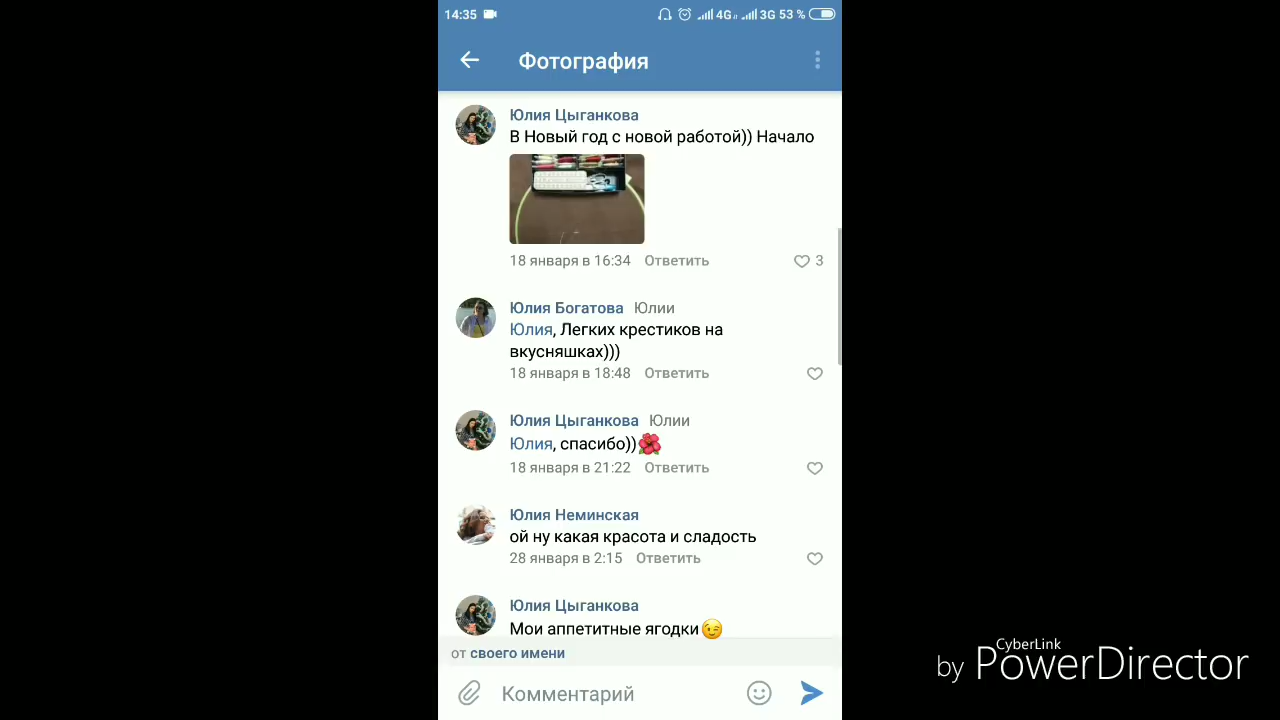 14:35 4G 3G 53 %
Фотография
Юлия Цыганкова
В Новый год с новой работой)) Начало
18 января в 16:34 Ответить 3
Юлия Богатова Юлии
Юлия, Легких крестиков на
вкусняшках)))
18 января в 18:48 Ответить
Юлия Цыганкова Юлии
Юлия, спасибо))🌺
18 января в 21:22 Ответить
Юлия Неминская
ой ну какая красота и сладость
28 января в 2:15 Ответить
Юлия Цыганкова
Мои аппетитные ягодки😉
от своего имени
Комментарий
CyberLink
by PowerDirector